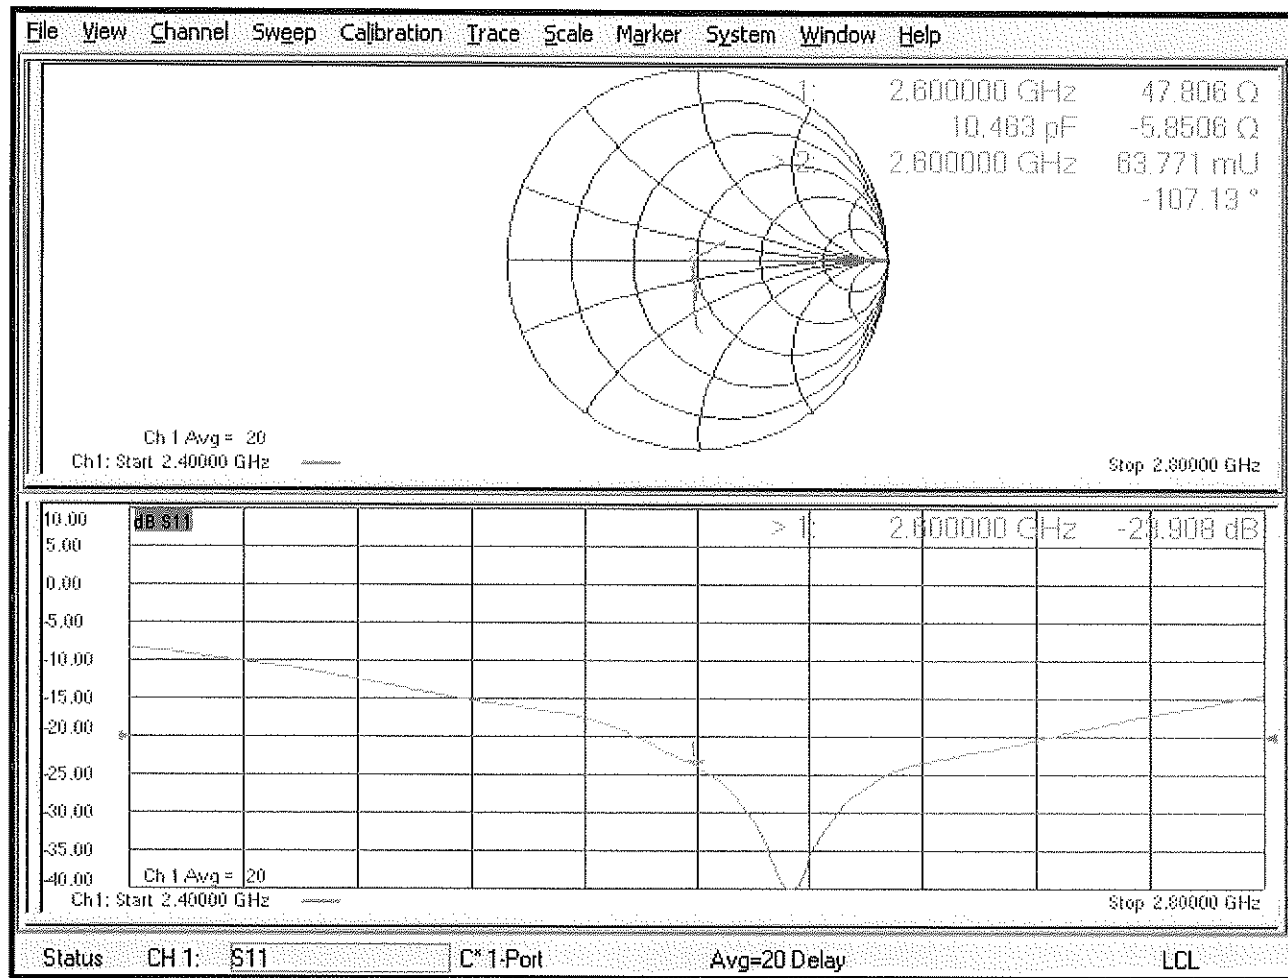 File View Channel Sweep Calibration Trace Scale Marker System Window Help
1: 2.600000 GHz 47.806 Ω
10.463 pF -5.8506 Ω
> 2: 2.600000 GHz 63.771 mU
-107.13 °
Ch 1 Avg = 20
Ch1: Start 2.40000 GHz
Stop 2.80000 GHz
10.00
5.00
0.00
-5.00
-10.00
-15.00
-20.00
-25.00
-30.00
-35.00
-40.00
dB S11
> 1: 2.600000 GHz -23.908 dB
Ch 1 Avg = 20
Ch1: Start 2.40000 GHz
Stop 2.80000 GHz
Status CH 1: S11 C* 1-Port Avg=20 Delay LCL